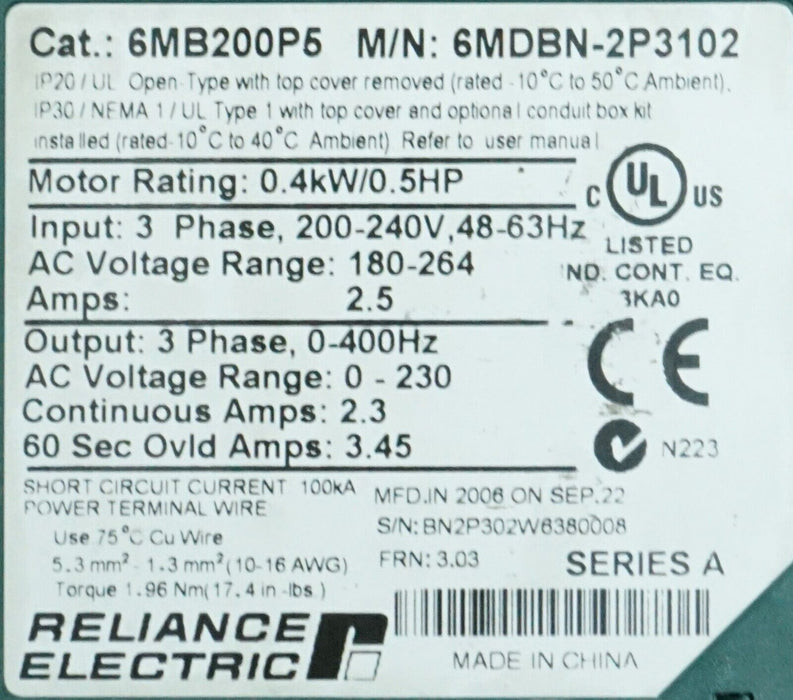 Cat.: 6MB200P5 M/N: 6MDBN-2P3102
IP20 / UL Open-Type with top cover removed (rated -10°C to 50°C Ambient).
IP30 / NEMA 1 / UL Type 1 with top cover and optional conduit box kit
installed (rated-10°C to 40°C Ambient) Refer to user manual
Motor Rating: 0.4kW/0.5HP
C UL US
Input: 3 Phase, 200-240V,48-63Hz
LISTED
AC Voltage Range: 180-264
IND. CONT. EQ.
Amps: 2.5
3KA0
Output: 3 Phase, 0-400Hz
CE
AC Voltage Range: 0 - 230
Continuous Amps: 2.3
60 Sec Ovld Amps: 3.45
N223
SHORT CIRCUIT CURRENT 100kA
MFD.IN 2006 ON SEP.22
POWER TERMINAL WIRE
S/N: BN2P302W6380008
Use 75°C Cu Wire
5.3 mm² - 1.3 mm² (10-16 AWG)
FRN: 3.03 SERIES A
Torque 1.96 Nm(17.4 in-lbs.)
RELIANCE
ELECTRIC
MADE IN CHINA